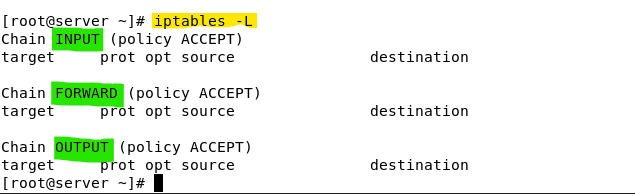 [root@server ~]# iptables -L
Chain INPUT (policy ACCEPT)
target     prot opt source               destination

Chain FORWARD (policy ACCEPT)
target     prot opt source               destination

Chain OUTPUT (policy ACCEPT)
target     prot opt source               destination
[root@server ~]#